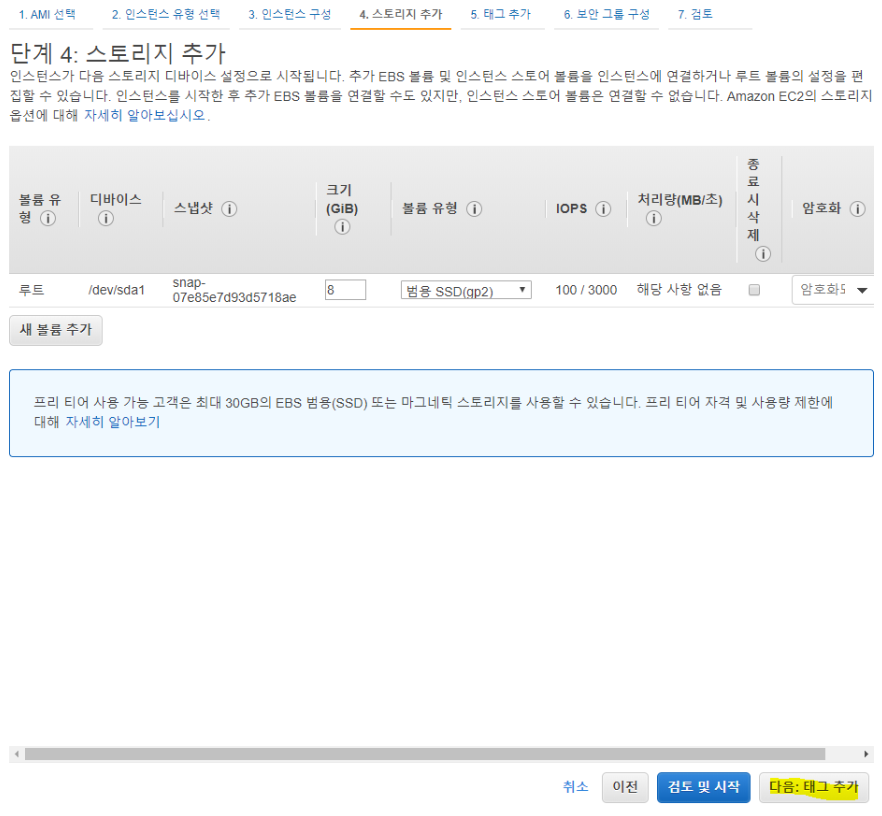 1. AMI 선택 2. 인스턴스 유형 선택 3. 인스턴스 구성 4. 스토리지 추가 5. 태그 추가 6. 보안 그룹 구성 7. 검토
단계 4: 스토리지 추가
인스턴스가 다음 스토리지 디바이스 설정으로 시작됩니다. 추가 EBS 볼륨 및 인스턴스 스토어 볼륨을 인스턴스에 연결하거나 루트 볼륨의 설정을 편
집할 수 있습니다. 인스턴스를 시작한 후 추가 EBS 볼륨을 연결할 수도 있지만, 인스턴스 스토어 볼륨은 연결할 수 없습니다. Amazon EC2의 스토리지
옵션에 대해 자세히 알아보십시오.
볼륨 유
형
디바이스
스냅샷
크기
(GiB)
볼륨 유형
IOPS
처리량(MB/초)
종
료
시
삭
제
암호화
루트
/dev/sda1
snap-
07e85e7d93d5718ae
8
범용 SSD(gp2)
100 / 3000
해당 사항 없음
새 볼륨 추가
프리 티어 사용 가능 고객은 최대 30GB의 EBS 범용(SSD) 또는 마그네틱 스토리지를 사용할 수 있습니다. 프리 티어 자격 및 사용량 제한에
대해 자세히 알아보기
취소 이전 검토 및 시작 다음: 태그 추가